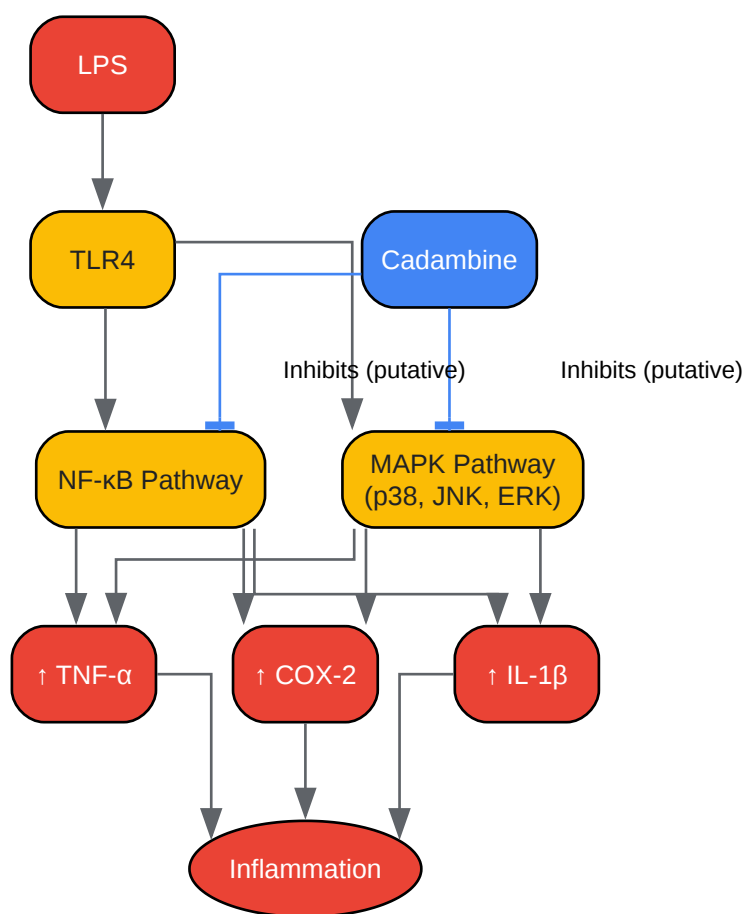 LPS
TLR4
Cadambine
Inhibits (putative)
Inhibits (putative)
NF-κB Pathway
MAPK Pathway
(p38, JNK, ERK)
↑ TNF-α
↑ COX-2
↑ IL-1β
Inflammation